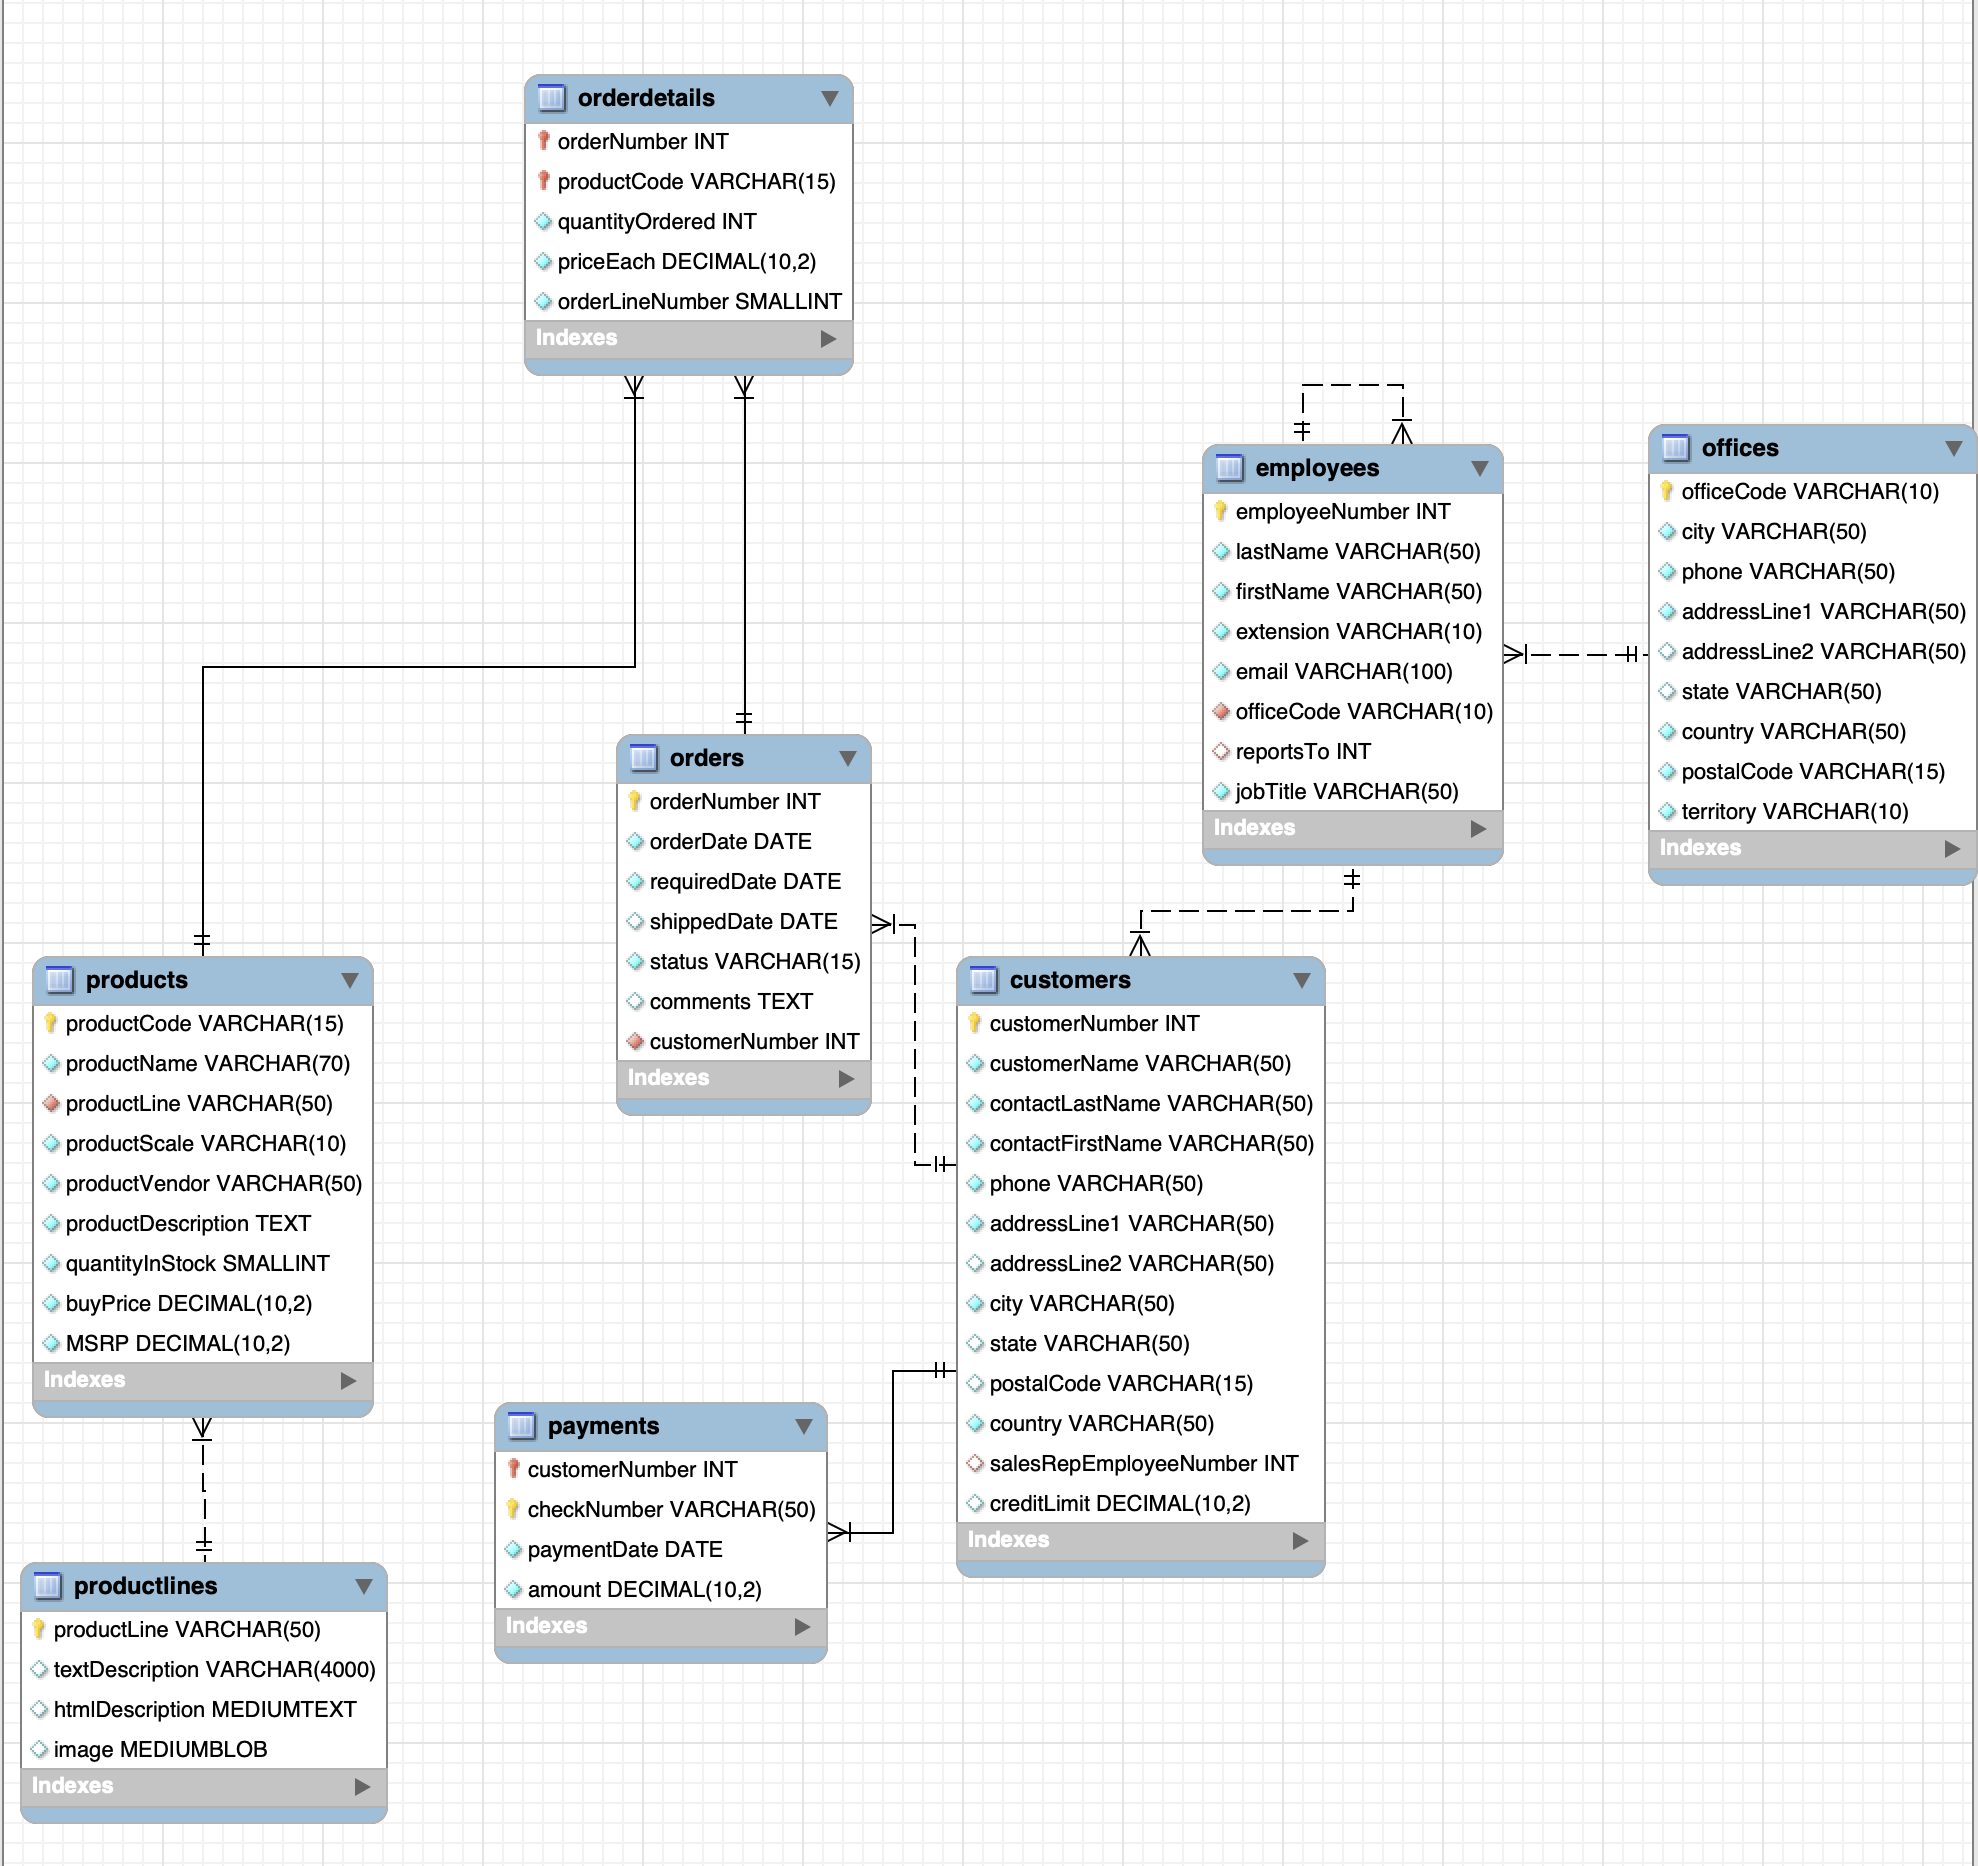 orderdetails
orderNumber INT
productCode VARCHAR(15)
quantityOrdered INT
priceEach DECIMAL(10,2)
orderLineNumber SMALLINT
Indexes
employees
employeeNumber INT
lastName VARCHAR(50)
firstName VARCHAR(50)
extension VARCHAR(10)
email VARCHAR(100)
officeCode VARCHAR(10)
reportsTo INT
jobTitle VARCHAR(50)
Indexes
offices
officeCode VARCHAR(10)
city VARCHAR(50)
phone VARCHAR(50)
addressLine1 VARCHAR(50)
addressLine2 VARCHAR(50)
state VARCHAR(50)
country VARCHAR(50)
postalCode VARCHAR(15)
territory VARCHAR(10)
Indexes
orders
orderNumber INT
orderDate DATE
requiredDate DATE
shippedDate DATE
status VARCHAR(15)
comments TEXT
customerNumber INT
Indexes
products
productCode VARCHAR(15)
productName VARCHAR(70)
productLine VARCHAR(50)
productScale VARCHAR(10)
productVendor VARCHAR(50)
productDescription TEXT
quantityInStock SMALLINT
buyPrice DECIMAL(10,2)
MSRP DECIMAL(10,2)
Indexes
customers
customerNumber INT
customerName VARCHAR(50)
contactLastName VARCHAR(50)
contactFirstName VARCHAR(50)
phone VARCHAR(50)
addressLine1 VARCHAR(50)
addressLine2 VARCHAR(50)
city VARCHAR(50)
state VARCHAR(50)
postalCode VARCHAR(15)
country VARCHAR(50)
salesRepEmployeeNumber INT
creditLimit DECIMAL(10,2)
Indexes
payments
customerNumber INT
checkNumber VARCHAR(50)
paymentDate DATE
amount DECIMAL(10,2)
Indexes
productlines
productLine VARCHAR(50)
textDescription VARCHAR(4000)
htmlDescription MEDIUMTEXT
image MEDIUMBLOB
Indexes